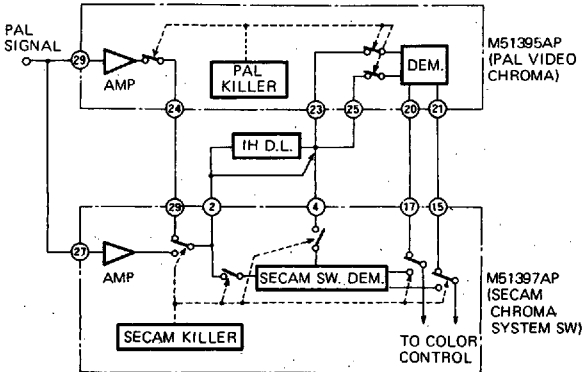 PAL
SIGNAL
29
AMP
PAL
KILLER
DEM.
M51395AP
(PAL VIDEO
CHROMA)
24
23
25
20
21
1H D.L.
29
2
4
17
15
27
AMP
SECAM SW. DEM.
SECAM KILLER
M51397AP
(SECAM
CHROMA
SYSTEM SW)
TO COLOR
CONTROL